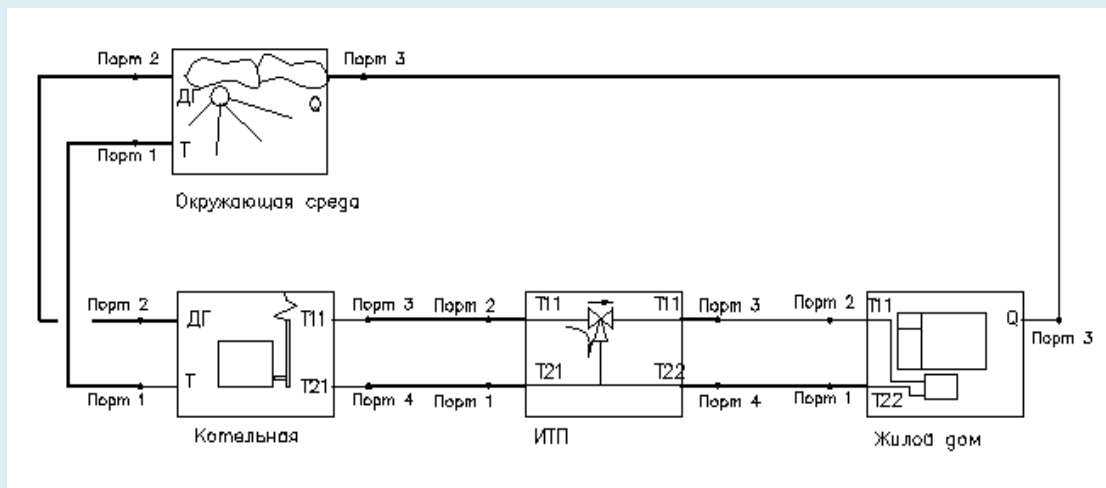 Порт 2
Порт 3
ДГ
Q
Порт 1
Т
Окружающая среда
Порт 2
ДГ
Т11
Порт 3
Порт 2
Т11
Т11
Порт 3
Порт 2
Т11
Q
Порт 3
Порт 1
Т
Т21
Порт 4
Порт 1
Т21
Т22
Порт 4
Порт 1
Т22
Котельная
ИТП
Жилой дом